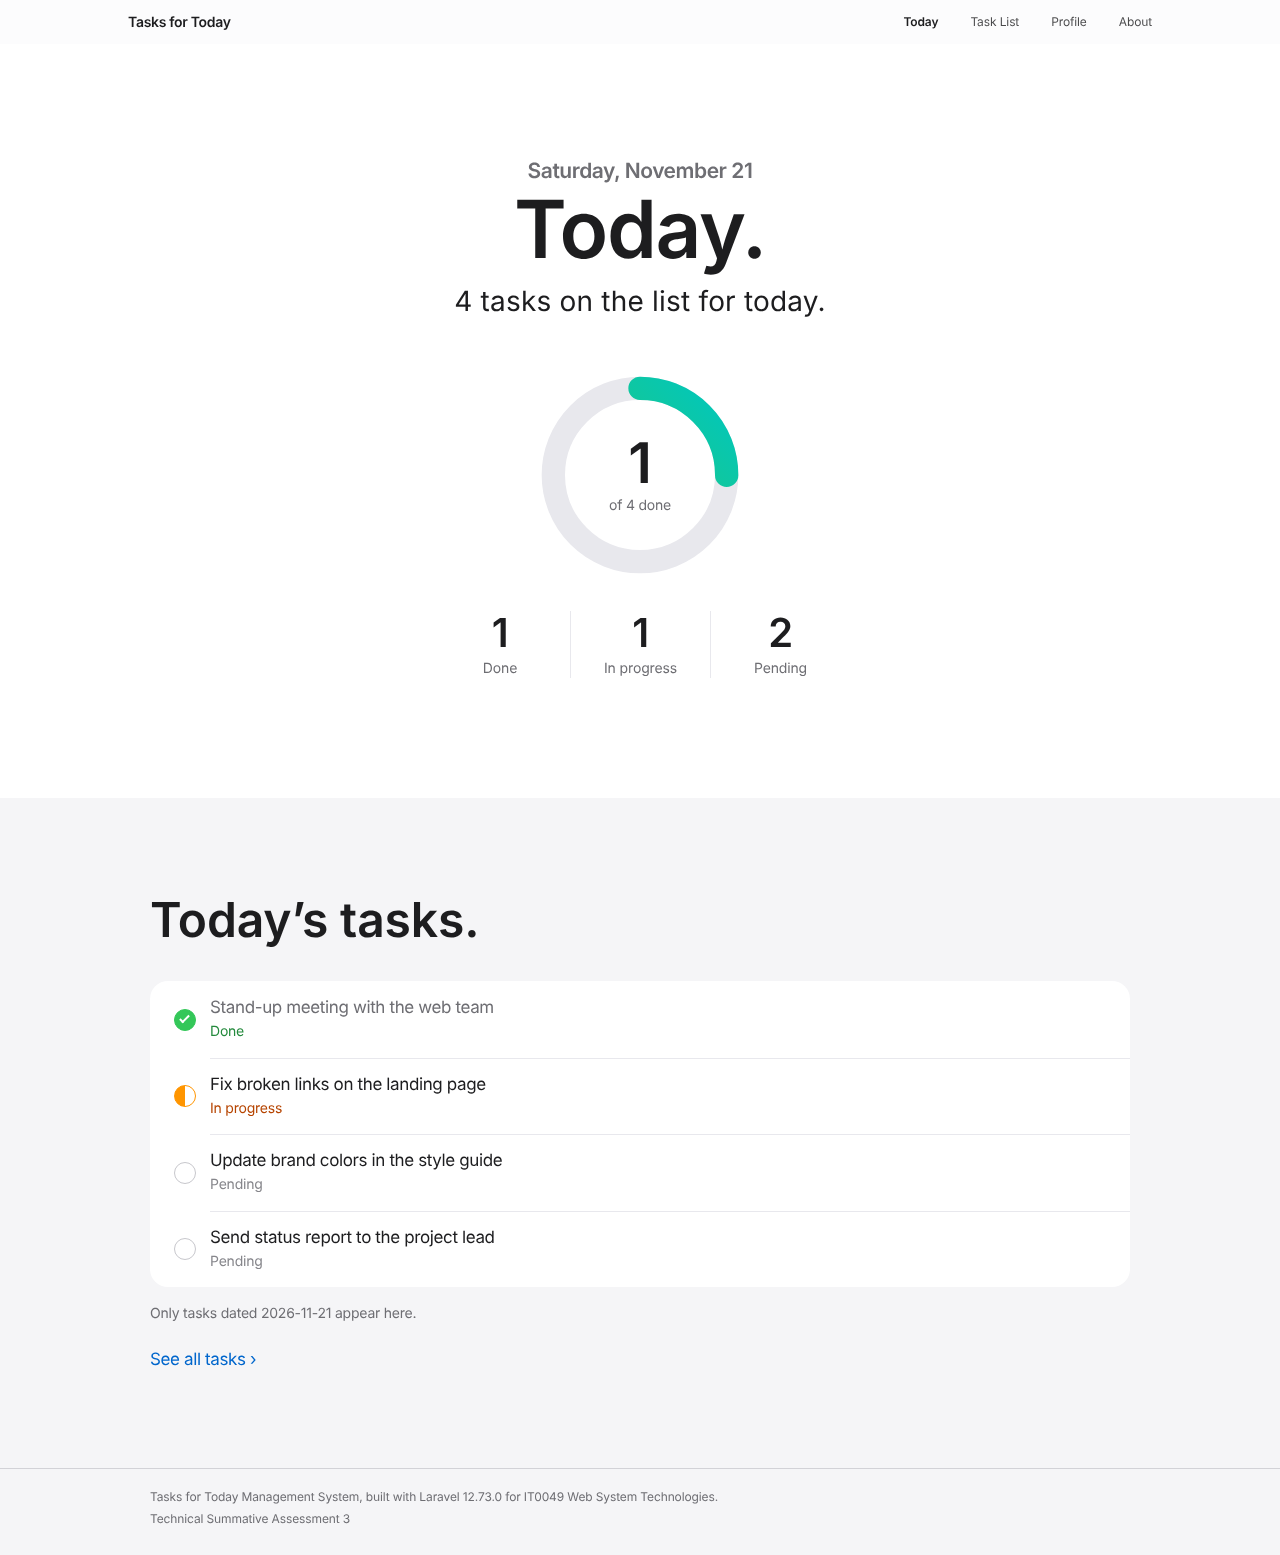 Tasks for Today
Today Task List Profile About
Saturday, November 21
Today.
4 tasks on the list for today.
1
of 4 done
1 1 2
Done In progress Pending
Today’s tasks.
Stand-up meeting with the web team
Done
Fix broken links on the landing page
In progress
Update brand colors in the style guide
Pending
Send status report to the project lead
Pending
Only tasks dated 2026-11-21 appear here.
See all tasks ›
Tasks for Today Management System, built with Laravel 12.73.0 for IT0049 Web System Technologies.
Technical Summative Assessment 3